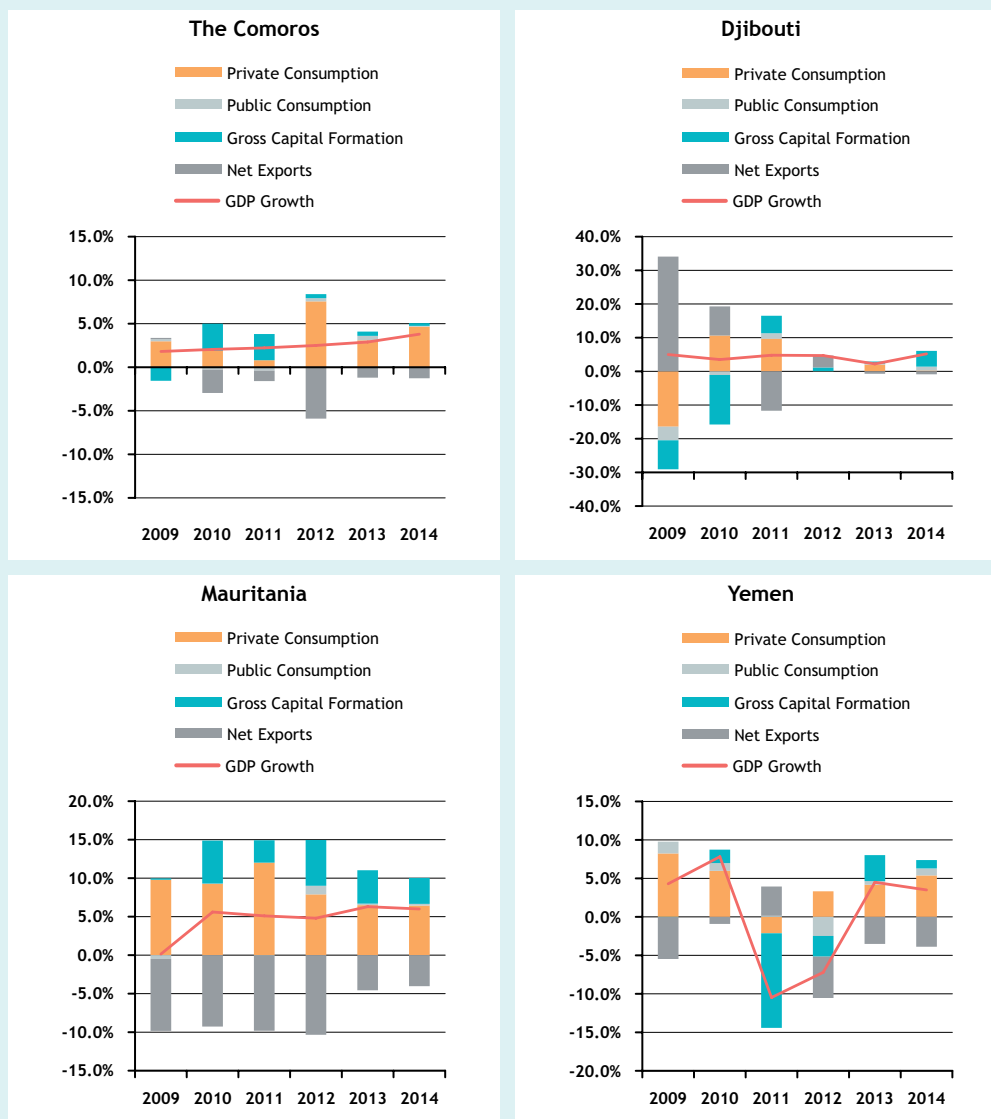 The Comoros
Private Consumption
Public Consumption
Gross Capital Formation
Net Exports
GDP Growth
15.0%
10.0%
5.0%
0.0%
-5.0%
-10.0%
-15.0%
2009 2010 2011 2012 2013 2014
Djibouti
Private Consumption
Public Consumption
Gross Capital Formation
Net Exports
GDP Growth
40.0%
30.0%
20.0%
10.0%
0.0%
-10.0%
-20.0%
-30.0%
-40.0%
2009 2010 2011 2012 2013 2014
Mauritania
Private Consumption
Public Consumption
Gross Capital Formation
Net Exports
GDP Growth
20.0%
15.0%
10.0%
5.0%
0.0%
-5.0%
-10.0%
-15.0%
2009 2010 2011 2012 2013 2014
Yemen
Private Consumption
Public Consumption
Gross Capital Formation
Net Exports
GDP Growth
15.0%
10.0%
5.0%
0.0%
-5.0%
-10.0%
-15.0%
-20.0%
2009 2010 2011 2012 2013 2014